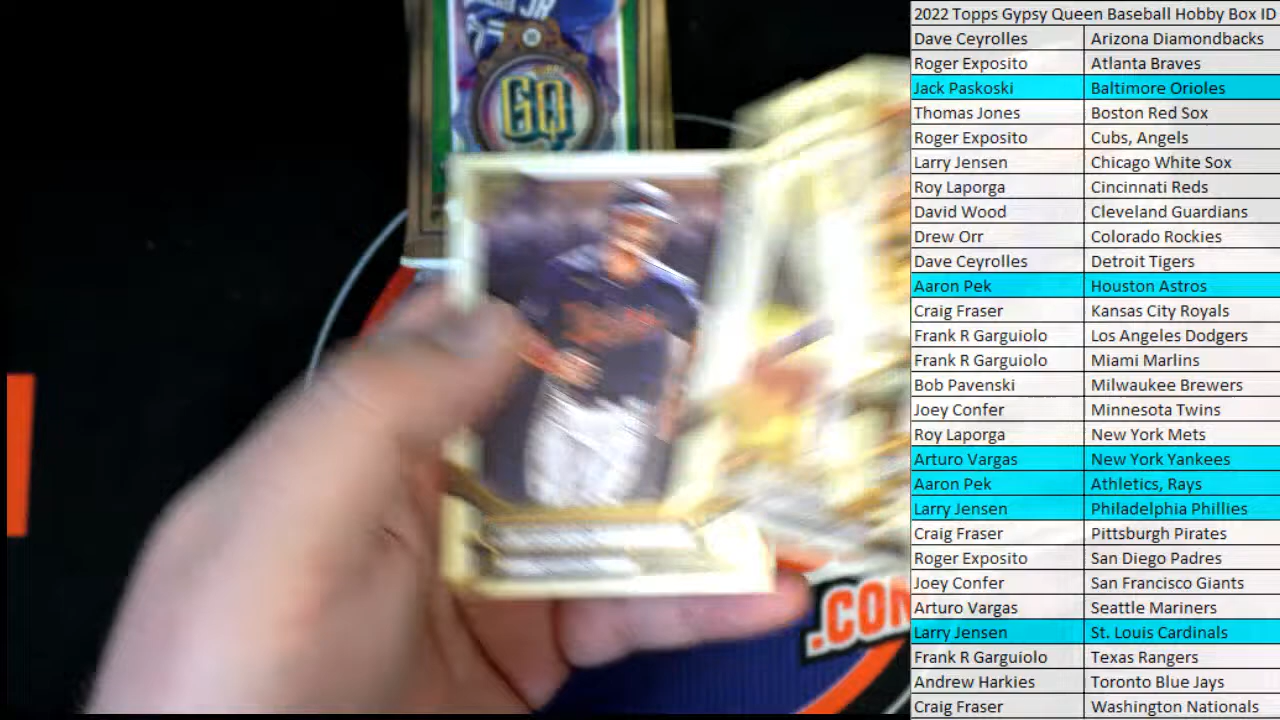 2022 Topps Gypsy Queen Baseball Hobby Box ID
Dave Ceyrolles Arizona Diamondbacks
Roger Exposito Atlanta Braves
Jack Paskoski Baltimore Orioles
Thomas Jones Boston Red Sox
Roger Exposito Cubs, Angels
Larry Jensen Chicago White Sox
Roy Laporga Cincinnati Reds
David Wood Cleveland Guardians
Drew Orr Colorado Rockies
Dave Ceyrolles Detroit Tigers
Aaron Pek Houston Astros
Craig Fraser Kansas City Royals
Frank R Garguiolo Los Angeles Dodgers
Frank R Garguiolo Miami Marlins
Bob Pavenski Milwaukee Brewers
Joey Confer Minnesota Twins
Roy Laporga New York Mets
Arturo Vargas New York Yankees
Aaron Pek Athletics, Rays
Larry Jensen Philadelphia Phillies
Craig Fraser Pittsburgh Pirates
Roger Exposito San Diego Padres
Joey Confer San Francisco Giants
Arturo Vargas Seattle Mariners
Larry Jensen St. Louis Cardinals
Frank R Garguiolo Texas Rangers
Andrew Harkies Toronto Blue Jays
Craig Fraser Washington Nationals
JR
GQ
.COM